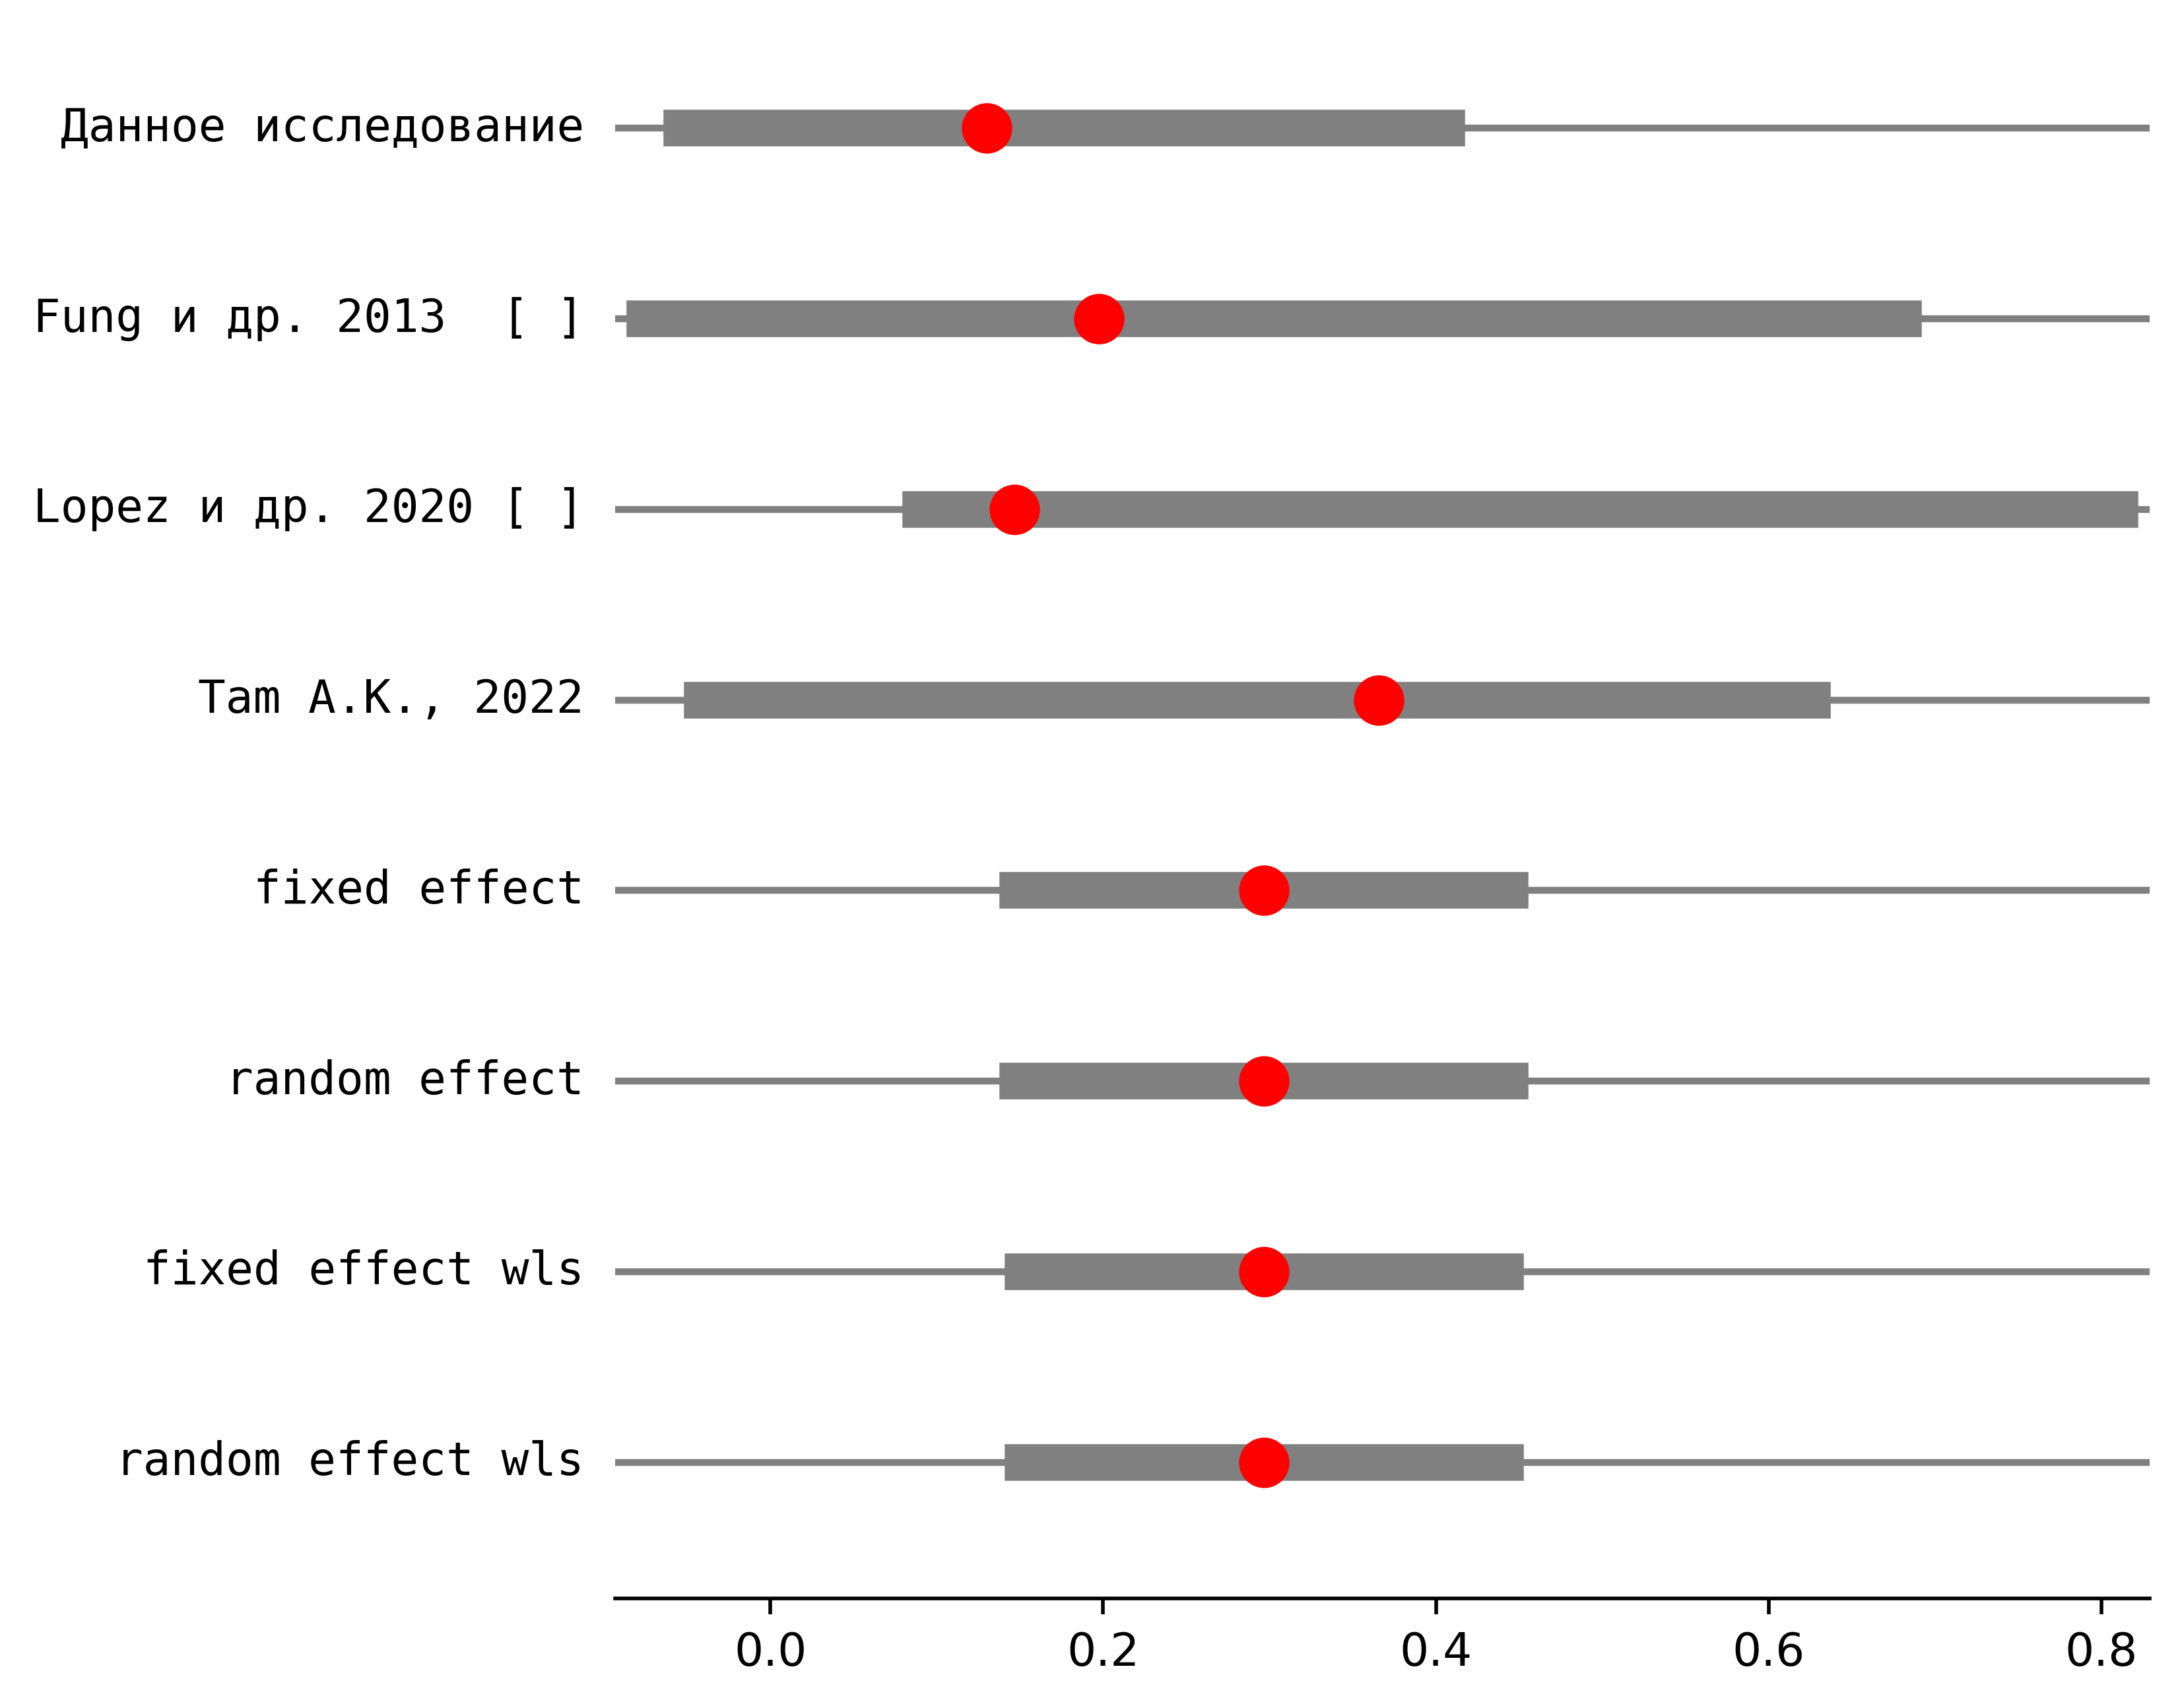 Данное исследование
Fung и др. 2013  [ ]
Lopez и др. 2020 [ ]
Tam A.K., 2022
fixed effect
random effect
fixed effect wls
random effect wls
0.0 0.2 0.4 0.6 0.8